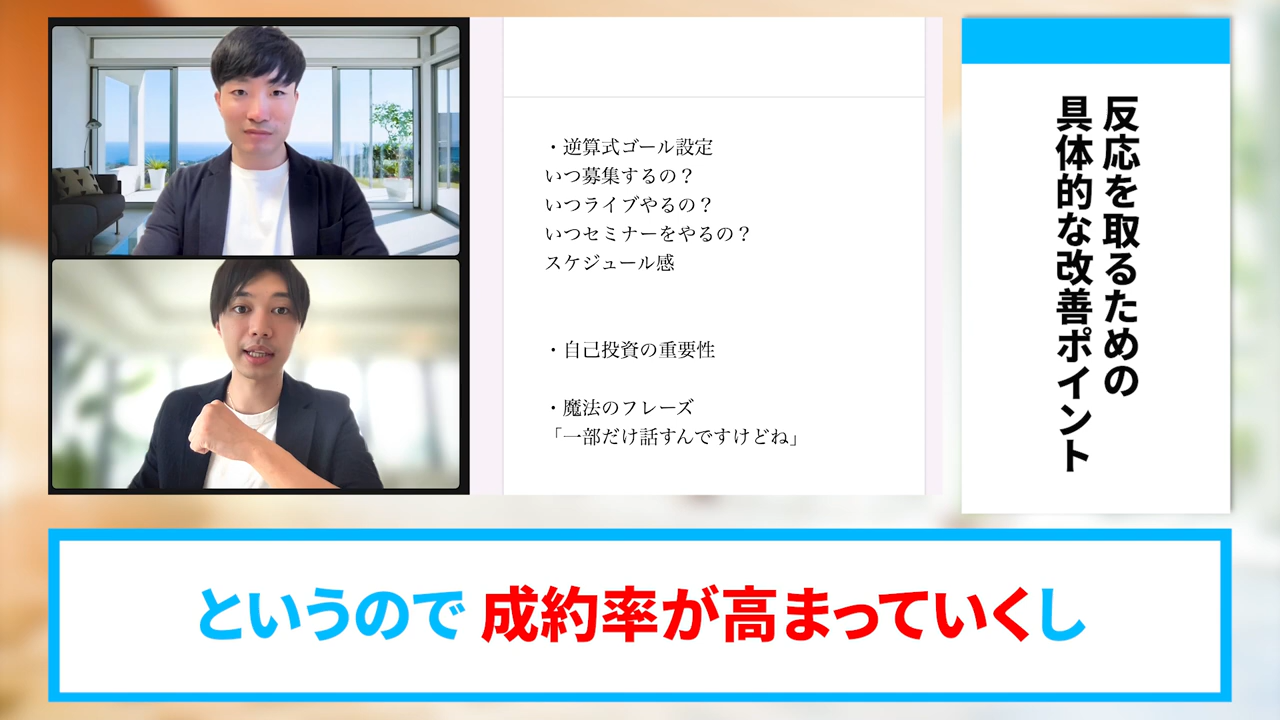 ・逆算式ゴール設定
いつ募集するの？
いつライブやるの？
いつセミナーをやるの？
スケジュール感
・自己投資の重要性
・魔法のフレーズ
「一部だけ話すんですけどね」
反応を取るための
具体的な改善ポイント
というので 成約率が高まっていくし